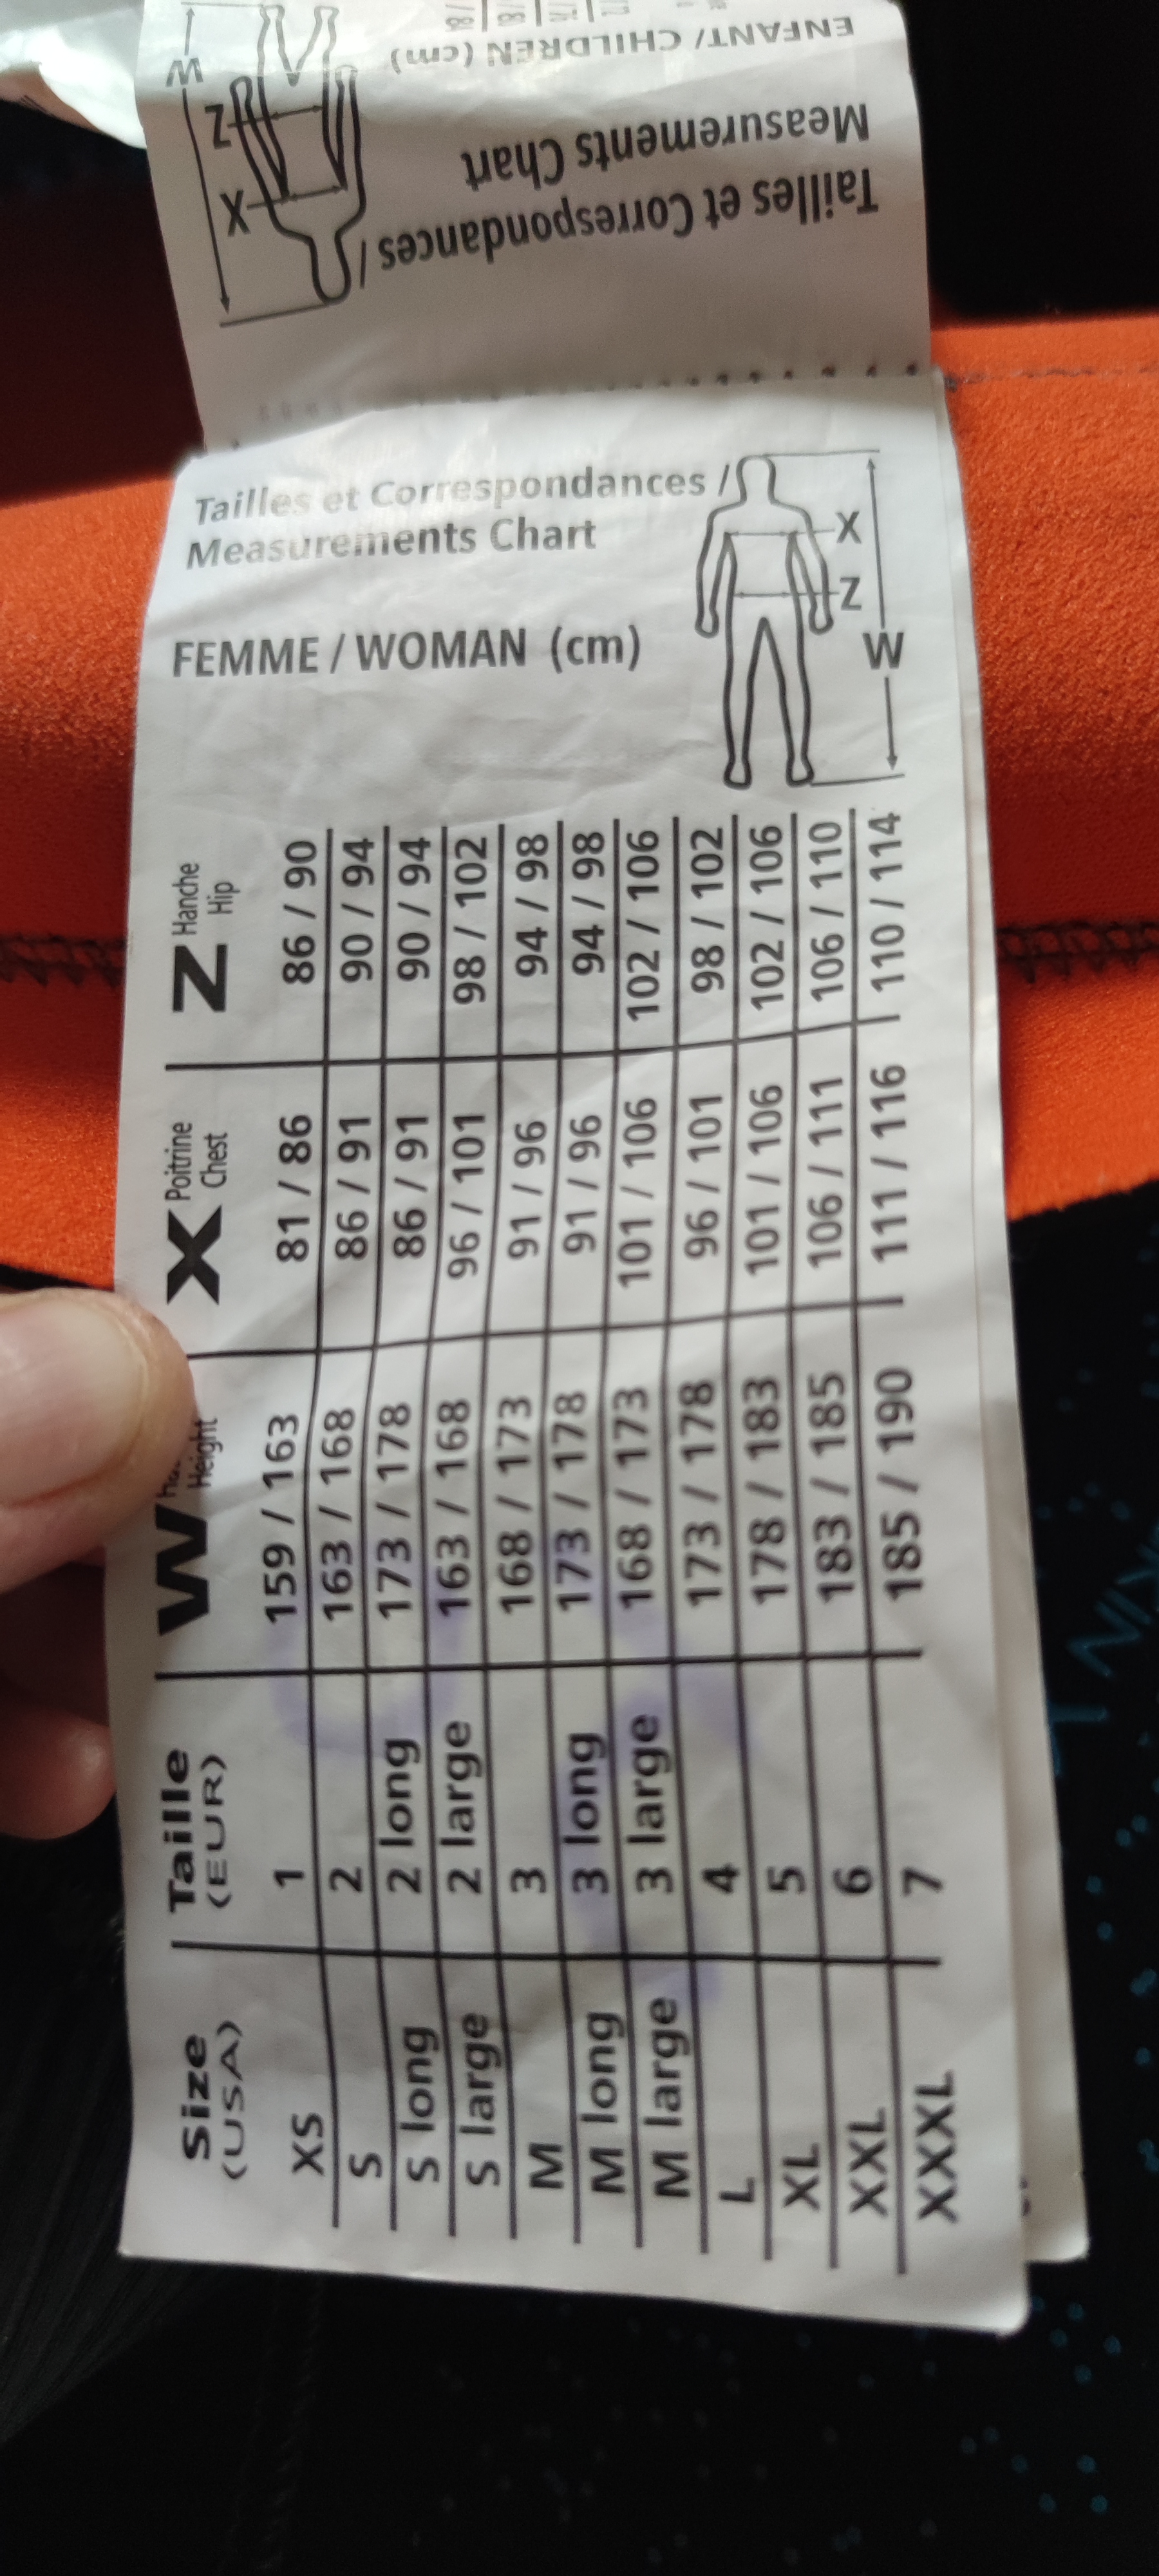 ENFANT/ CHILDREN (cm)
Tailles et Correspondances /
Measurements Chart
X
Z
W
Tailles et Correspondances /
Measurements Chart
FEMME / WOMAN (cm)
X
Z
W
Size (USA) Taille (EUR) W Height X Poitrine Chest Z Hanche Hip
XS 1 159 / 163 81 / 86 86 / 90
S 2 163 / 168 86 / 91 90 / 94
S long 2 long 173 / 178 86 / 91 90 / 94
S large 2 large 163 / 168 96 / 101 98 / 102
M 3 168 / 173 91 / 96 94 / 98
M long 3 long 173 / 178 91 / 96 94 / 98
M large 3 large 168 / 173 101 / 106 102 / 106
L 4 173 / 178 96 / 101 98 / 102
XL 5 178 / 183 101 / 106 102 / 106
XXL 6 183 / 185 106 / 111 106 / 110
XXXL 7 185 / 190 111 / 116 110 / 114